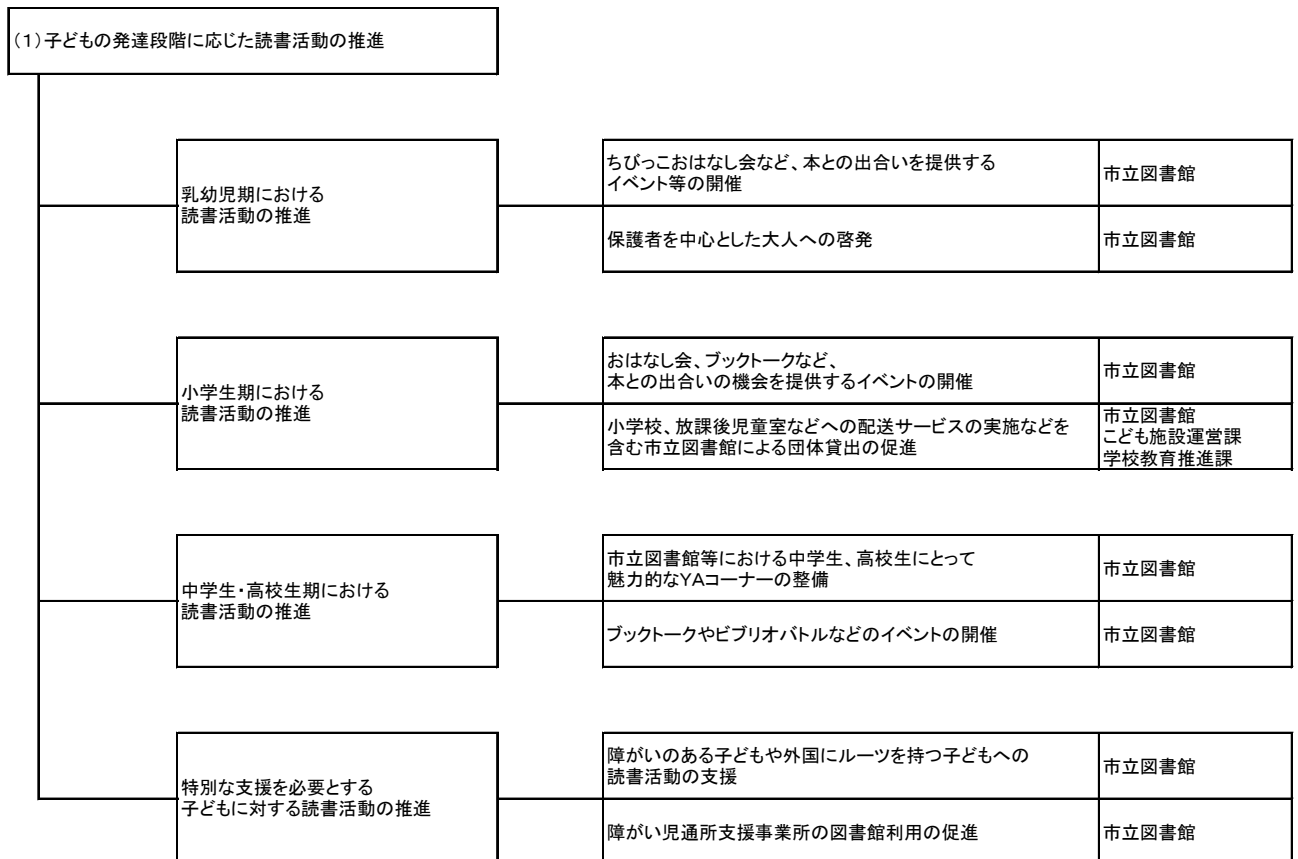 (1)子どもの発達段階に応じた読書活動の推進
乳幼児期における
読書活動の推進
ちびっこおはなし会など、本との出合いを提供する
イベント等の開催
市立図書館
保護者を中心とした大人への啓発
市立図書館
小学生期における
読書活動の推進
おはなし会、ブックトークなど、
本との出合いの機会を提供するイベントの開催
市立図書館
小学校、放課後児童室などへの配送サービスの実施などを
含む市立図書館による団体貸出の促進
市立図書館
こども施設運営課
学校教育推進課
中学生・高校生期における
読書活動の推進
市立図書館等における中学生、高校生にとって
魅力的なYAコーナーの整備
市立図書館
ブックトークやビブリオバトルなどのイベントの開催
市立図書館
特別な支援を必要とする
子どもに対する読書活動の推進
障がいのある子どもや外国にルーツを持つ子どもへの
読書活動の支援
市立図書館
障がい児通所支援事業所の図書館利用の促進
市立図書館